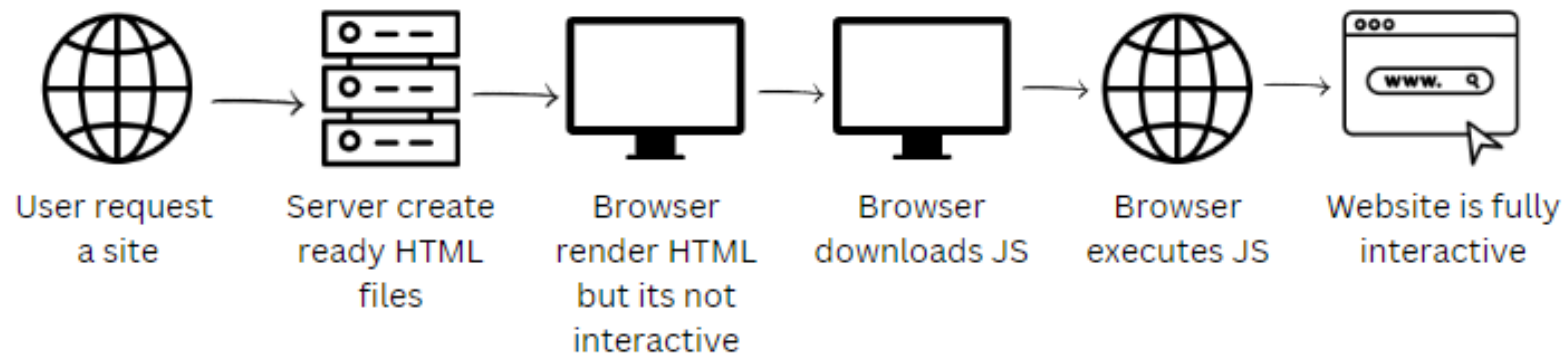 www.
User request
a site
Server create
ready HTML
files
Browser
render HTML
but its not
interactive
Browser
downloads JS
Browser
executes JS
Website is fully
interactive